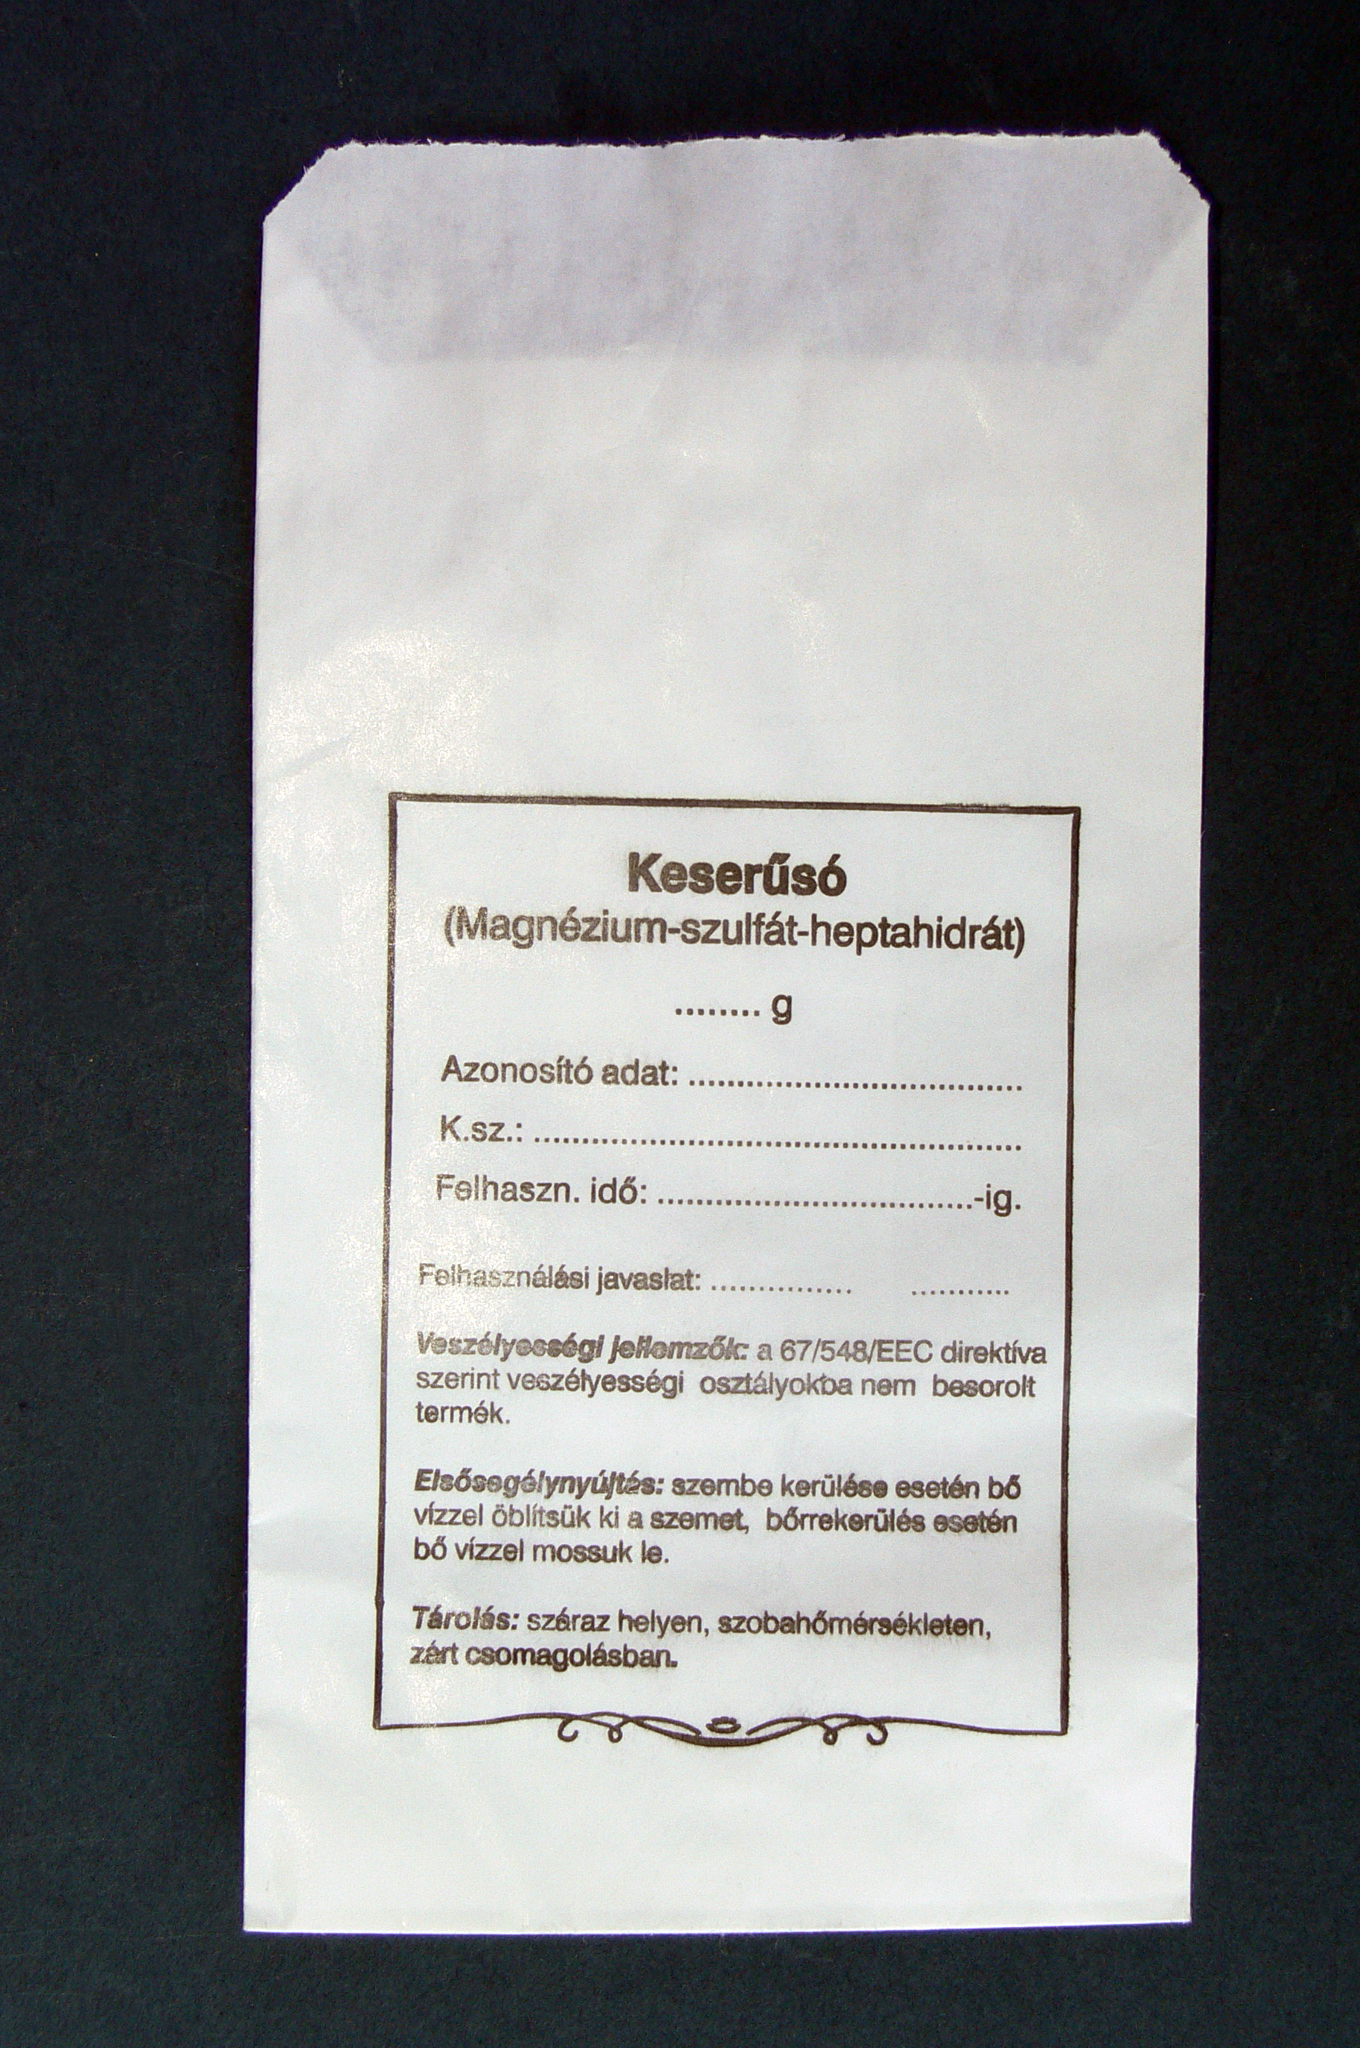 Keserűsó
(Magnézium-szulfát-heptahidrát)
........ g
Azonosító adat: ..................................
K.sz.: ..................................................
Felhaszn. idő: ................................-ig.
Felhasználási javaslat: ............... ...........
Veszélyességi jellemzők: a 67/548/EEC direktíva
szerint veszélyességi osztályokba nem besorolt
termék.
Elsősegélynyújtás: szembe kerülése esetén bő
vízzel öblítsük ki a szemet, bőrrekerülés esetén
bő vízzel mossuk le.
Tárolás: száraz helyen, szobahőmérsékleten,
zárt csomagolásban.